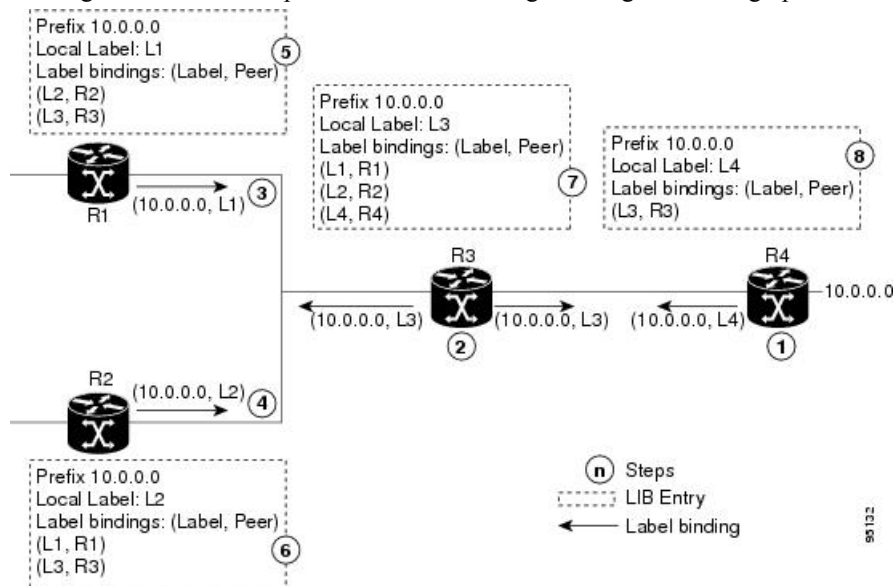 Prefix 10.0.0.0
Local Label: L1
Label bindings: (Label, Peer)
(L2, R2)
(L3, R3)
5
R1
(10.0.0.0, L1)
3
Prefix 10.0.0.0
Local Label: L3
Label bindings: (Label, Peer)
(L1, R1)
(L2, R2)
(L4, R4)
7
Prefix 10.0.0.0
Local Label: L4
Label bindings: (Label, Peer)
(L3, R3)
8
R3
(10.0.0.0, L3)
(10.0.0.0, L3)
2
R4
10.0.0.0
(10.0.0.0, L4)
1
R2
(10.0.0.0, L2)
4
Prefix 10.0.0.0
Local Label: L2
Label bindings: (Label, Peer)
(L1, R1)
(L3, R3)
6
n Steps
LIB Entry
Label binding
95132